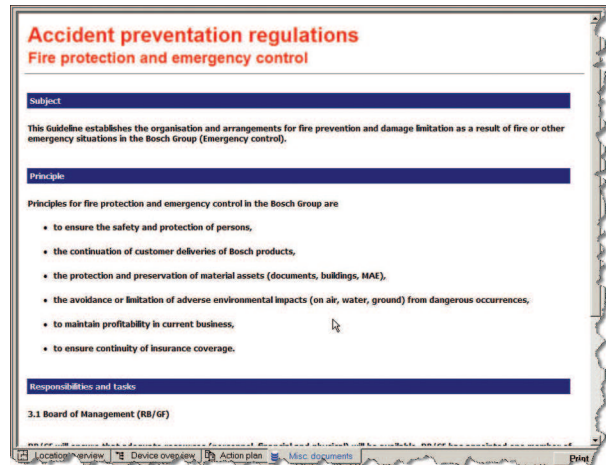 Accident preventation regulations
Fire protection and emergency control
Subject
This Guideline establishes the organisation and arrangements for fire prevention and damage limitation as a result of fire or other
emergency situations in the Bosch Group (Emergency control).
Principle
Principles for fire protection and emergency control in the Bosch Group are
• to ensure the safety and protection of persons,
• the continuation of customer deliveries of Bosch products,
• the protection and preservation of material assets (documents, buildings, MAE),
• the avoidance or limitation of adverse environmental impacts (on air, water, ground) from dangerous occurrences,
• to maintain profitability in current business,
• to ensure continuity of insurance coverage.
Responsibilities and tasks
3.1 Board of Management (RB/GF)
Location overview Device overview Action plan Misc. documents Print